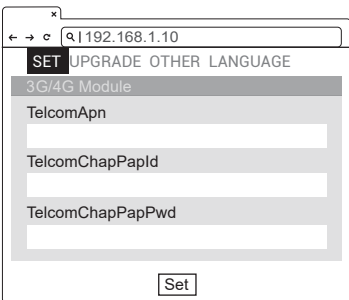 192.168.1.10
SET UPGRADE OTHER LANGUAGE
3G/4G Module
TelcomApn
TelcomChapPapId
TelcomChapPapPwd
Set